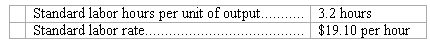 Standard labor hours per unit of output........... 3.2 hours
Standard labor rate..................................... $19.10 per hour